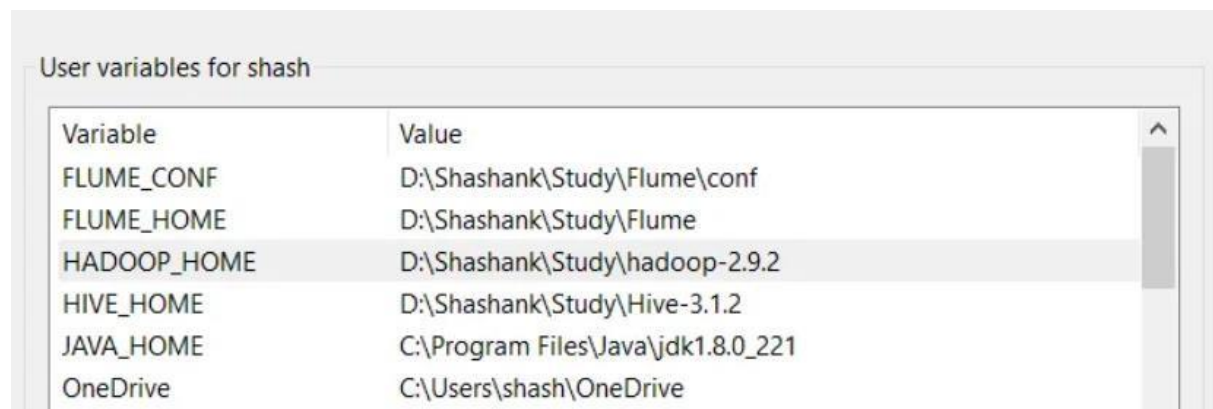 User variables for shash
Variable Value
FLUME_CONF D:\Shashank\Study\Flume\conf
FLUME_HOME D:\Shashank\Study\Flume
HADOOP_HOME D:\Shashank\Study\hadoop-2.9.2
HIVE_HOME D:\Shashank\Study\Hive-3.1.2
JAVA_HOME C:\Program Files\Java\jdk1.8.0_221
OneDrive C:\Users\shash\OneDrive